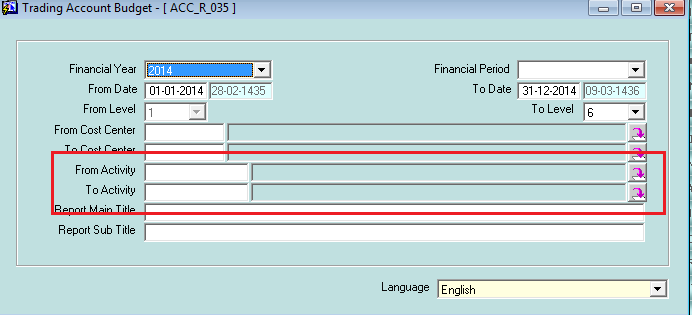 Trading Account Budget - [ ACC_R_035 ]
Financial Year 2014 Financial Period
From Date 01-01-2014 28-02-1435 To Date 31-12-2014 09-03-1436
From Level 1 To Level 6
From Cost Center
To Cost Center
From Activity
To Activity
Report Main Title
Report Sub Title
Language English